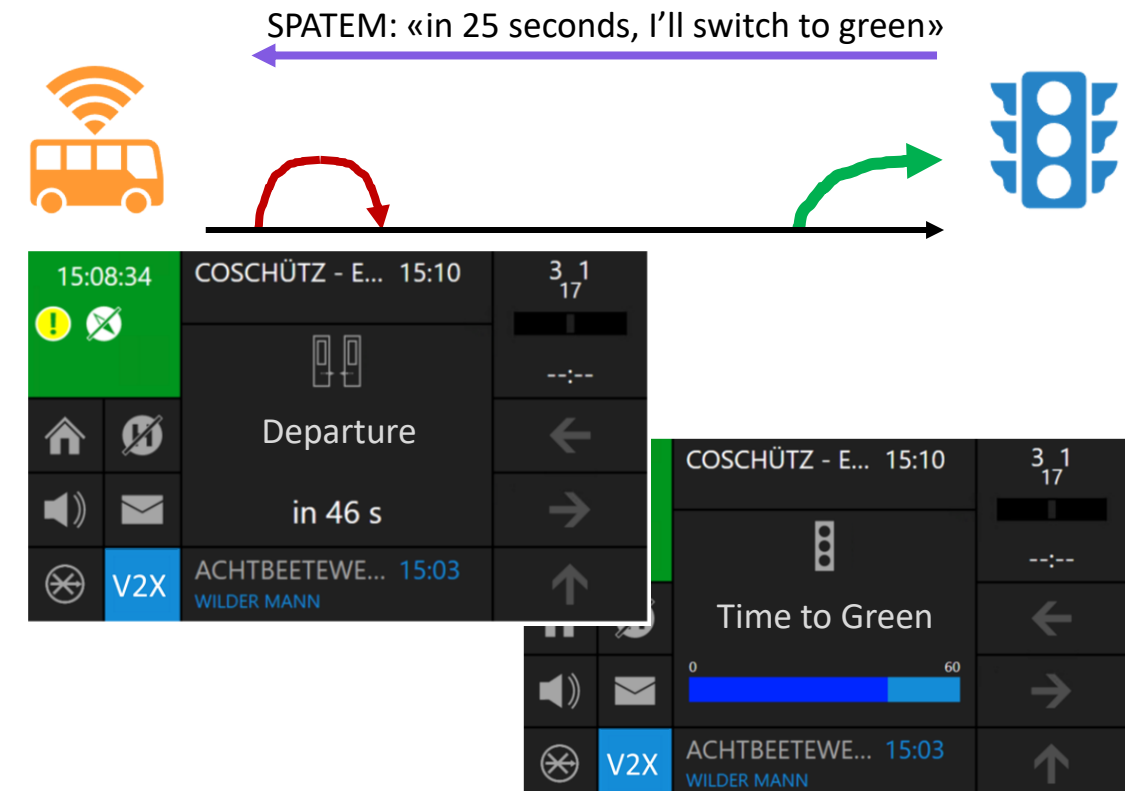 SPATEM: «in 25 seconds, I’ll switch to green»
15:08:34
COSCHÜTZ - E... 15:10
3 1
17
!
--:--
H
Departure
in 46 s
V2X
ACHTBEETEWE... 15:03
WILDER MANN
COSCHÜTZ - E... 15:10
3 1
17
--:--
Time to Green
0 60
V2X
ACHTBEETEWE... 15:03
WILDER MANN